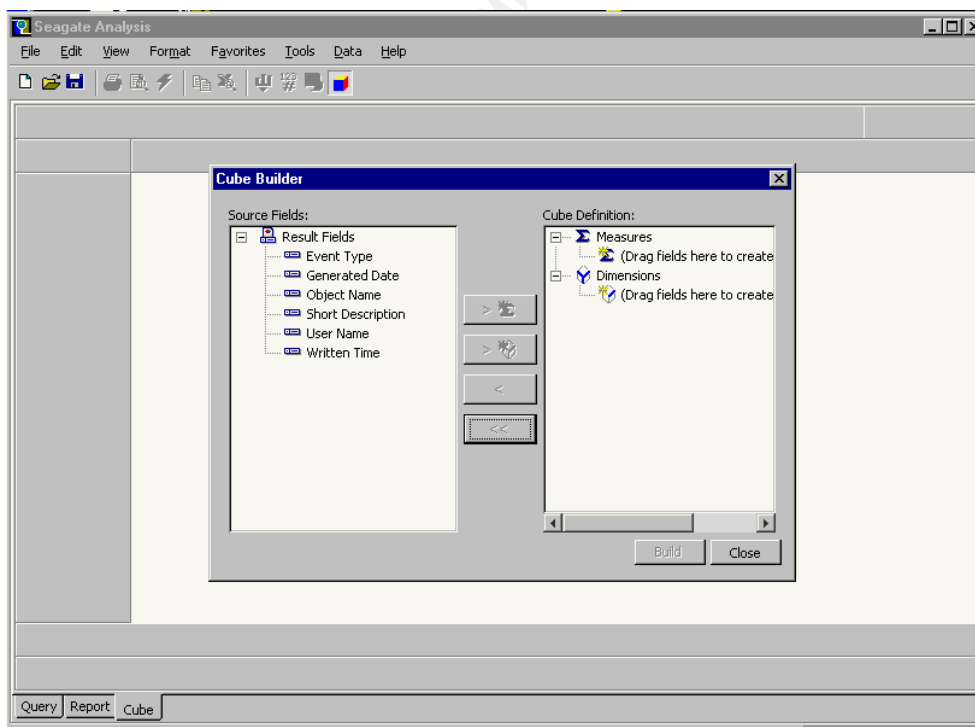 Seagate Analysis
File Edit View Format Favorites Tools Data Help
123
#
Cube Builder
Source Fields:
Result Fields
Event Type
Generated Date
Object Name
Short Description
User Name
Written Time
>
>
<
<<
Cube Definition:
Measures
(Drag fields here to create
Dimensions
(Drag fields here to create
Build Close
Query Report Cube